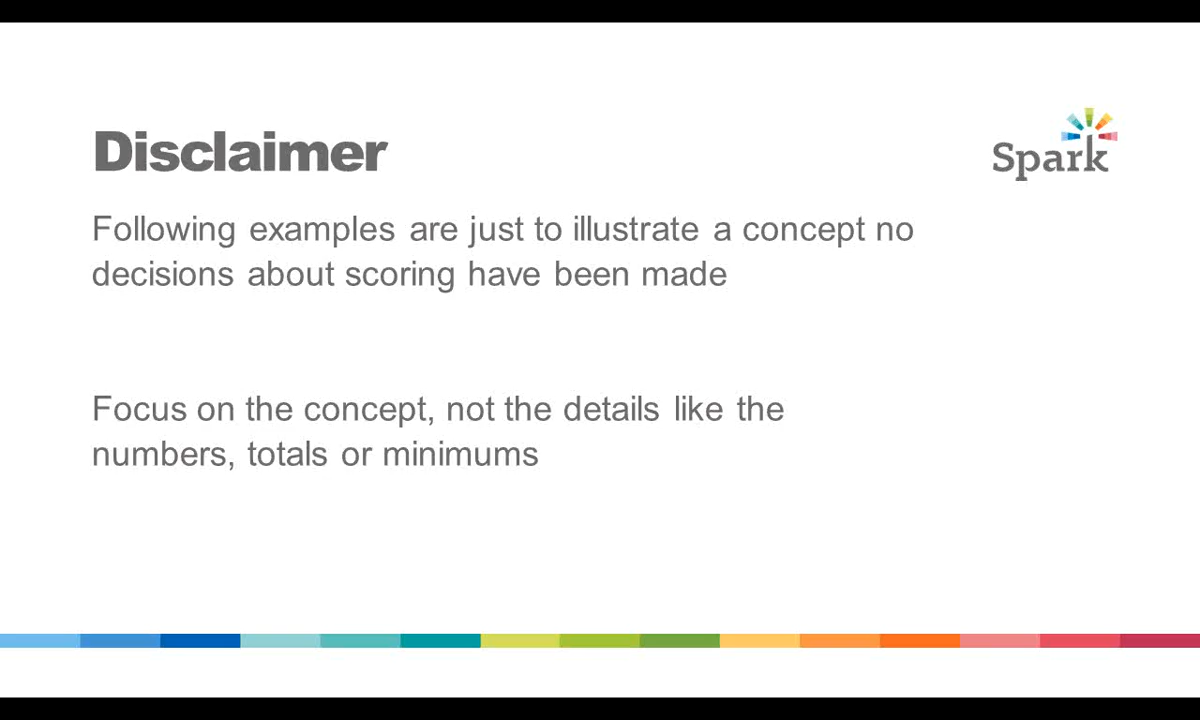 Disclaimer
Spark
Following examples are just to illustrate a concept no
decisions about scoring have been made
Focus on the concept, not the details like the
numbers, totals or minimums